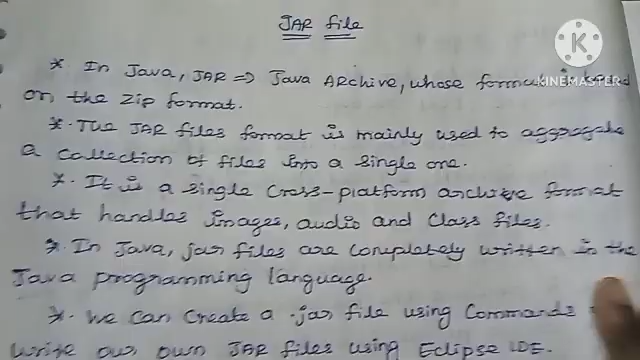 JAR file
* In Java, JAR => Java ARchive, whose format is based
on the Zip format.
*. The JAR files format is mainly used to aggregate
a collection of files into a single one.
*. It is a single cross-platform archive format
that handles images, audio and class files.
*. In Java, jar files are completely written in the
Java programming language.
*. We can create a .jar file using commands
write our own JAR files using Eclipse IDE.
K
KINEMASTER